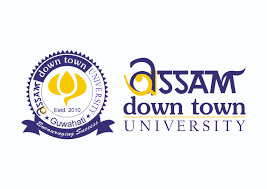 ASSAM down town UNIVERSITY
Estd. 2010
Guwahati
Encouraging Success
ASSAM
down town
UNIVERSITY